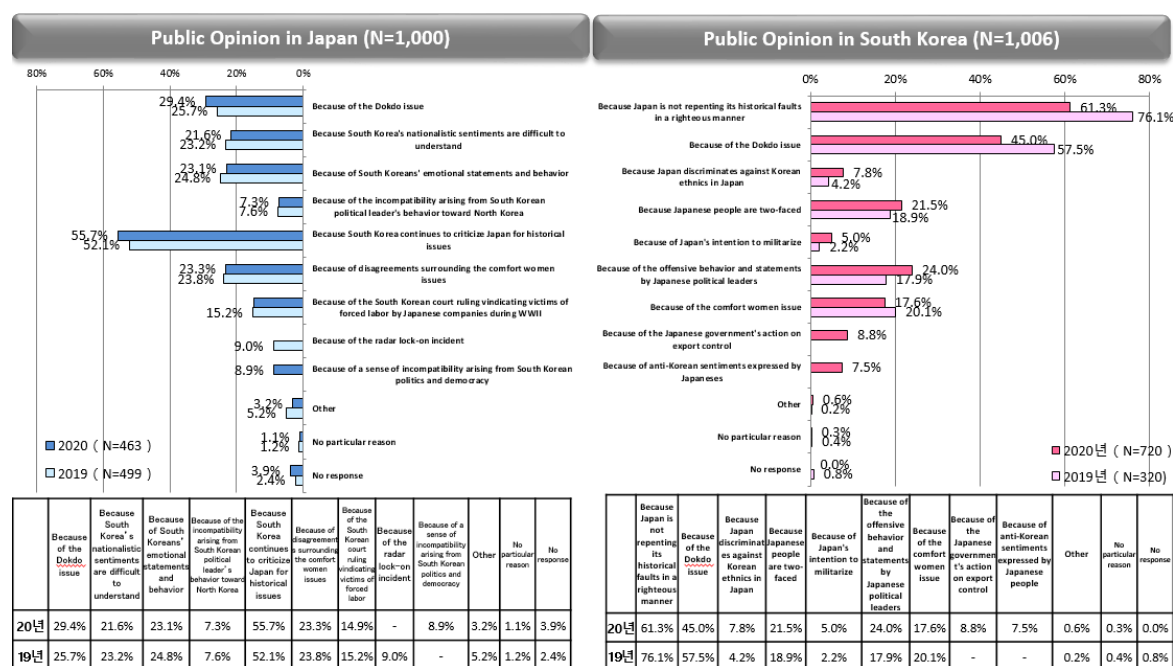 Public Opinion in Japan (N=1,000)
80% 60% 40% 20% 0%
29.4%
25.7%
Because of the Dokdo issue
21.6%
23.2%
Because South Korea's nationalistic sentiments are difficult to
understand
23.1%
24.8%
Because of South Koreans' emotional statements and behavior
7.3%
7.6%
Because of the incompatibility arising from South Korean
political leader's behavior toward North Korea
55.7%
52.1%
Because South Korea continues to criticize Japan for historical
issues
23.3%
23.8%
Because of disagreements surrounding the comfort women
issues
15.2%
Because of the South Korean court ruling vindicating victims of
forced labor by Japanese companies during WWII
9.0%
Because of the radar lock-on incident
8.9%
Because of a sense of incompatibility arising from South Korean
politics and democracy
3.2%
5.2%
Other
1.1%
1.2%
No particular reason
3.9%
2.4%
No response
2020 ( N=463)
2019 ( N=499)
Because of the Dokdo issue
Because South Korea's nationalistic sentiments are difficult to understand
Because of South Koreans' emotional statements and behavior
Because of the incompatibility arising from South Korean political leader's behavior toward North Korea
Because South Korea continues to criticize Japan for historical issues
Because of disagreement surrounding the comfort women issues
Because of the South Korean court ruling vindicating victims of forced labor
Because of the radar lock-on incident
Because of a sense of incompatibility arising from South Korean politics and democracy
Other
No particular reason
No response
20년 29.4% 21.6% 23.1% 7.3% 55.7% 23.3% 14.9% - 8.9% 3.2% 1.1% 3.9%
19년 25.7% 23.2% 24.8% 7.6% 52.1% 23.8% 15.2% 9.0% - 5.2% 1.2% 2.4%
Public Opinion in South Korea (N=1,006)
0% 20% 40% 60% 80%
Because Japan is not repenting its historical faults
in a righteous manner
61.3%
76.1%
Because of the Dokdo issue
45.0%
57.5%
Because Japan discriminates against Korean
ethnics in Japan
7.8%
4.2%
Because Japanese people are two-faced
21.5%
18.9%
Because of Japan's intention to militarize
5.0%
2.2%
Because of the offensive behavior and statements
by Japanese political leaders
24.0%
17.9%
Because of the comfort women issue
17.6%
20.1%
Because of the Japanese government's action on
export control
8.8%
Because of anti-Korean sentiments expressed by
Japaneses
7.5%
Other
0.6%
0.2%
No particular reason
0.3%
0.4%
No response
0.0%
0.8%
2020년 ( N=720)
2019년 ( N=320)
Because Japan is not repenting its historical faults in a righteous manner
Because of the Dokdo issue
Because Japan discriminates against Korean ethnics in Japan
Because Japanese people are two-faced
Because of Japan's intention to militarize
Because of the offensive behavior and statements by Japanese political leaders
Because of the comfort women issue
Because of the Japanese government's action on export control
Because of anti-Korean sentiments expressed by Japanese people
Other
No particular reason
No response
20년 61.3% 45.0% 7.8% 21.5% 5.0% 24.0% 17.6% 8.8% 7.5% 0.6% 0.3% 0.0%
19년 76.1% 57.5% 4.2% 18.9% 2.2% 17.9% 20.1% - - 0.2% 0.4% 0.8%